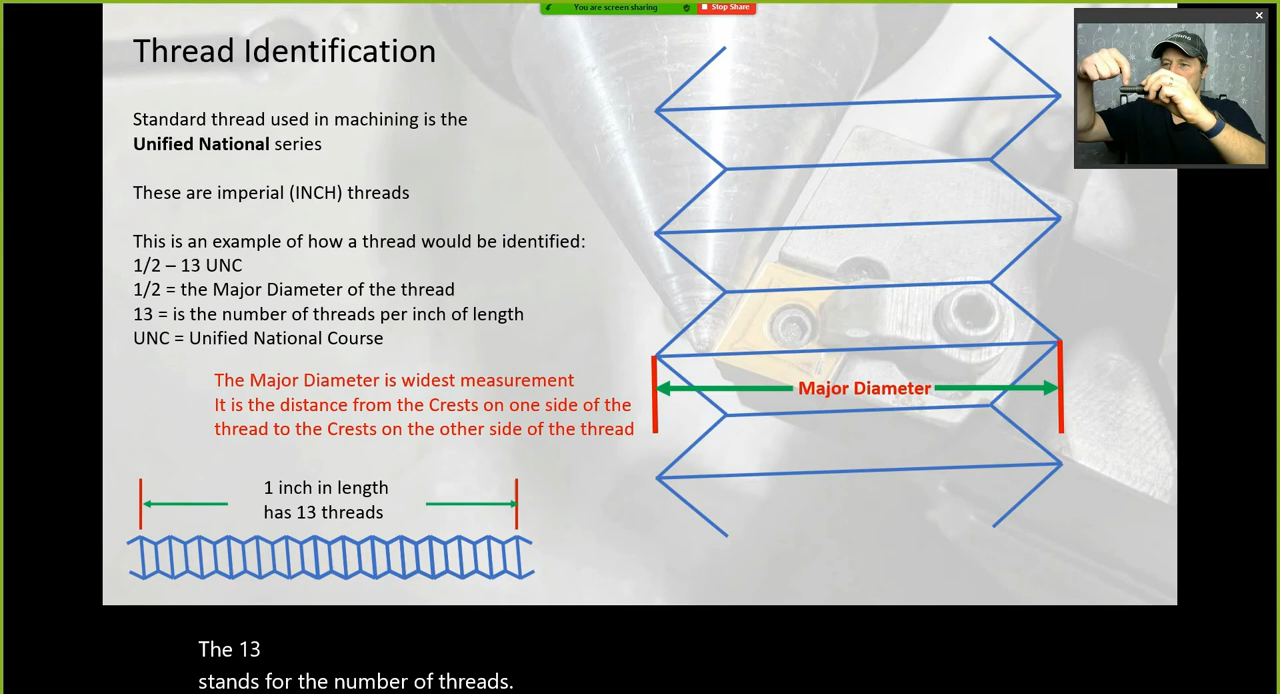 You are screen sharing
Stop Share
Thread Identification
Standard thread used in machining is the
Unified National series
These are imperial (INCH) threads
This is an example of how a thread would be identified:
1/2 – 13 UNC
1/2 = the Major Diameter of the thread
13 = is the number of threads per inch of length
UNC = Unified National Course
The Major Diameter is widest measurement
It is the distance from the Crests on one side of the
thread to the Crests on the other side of the thread
Major Diameter
1 inch in length
has 13 threads
The 13
stands for the number of threads.